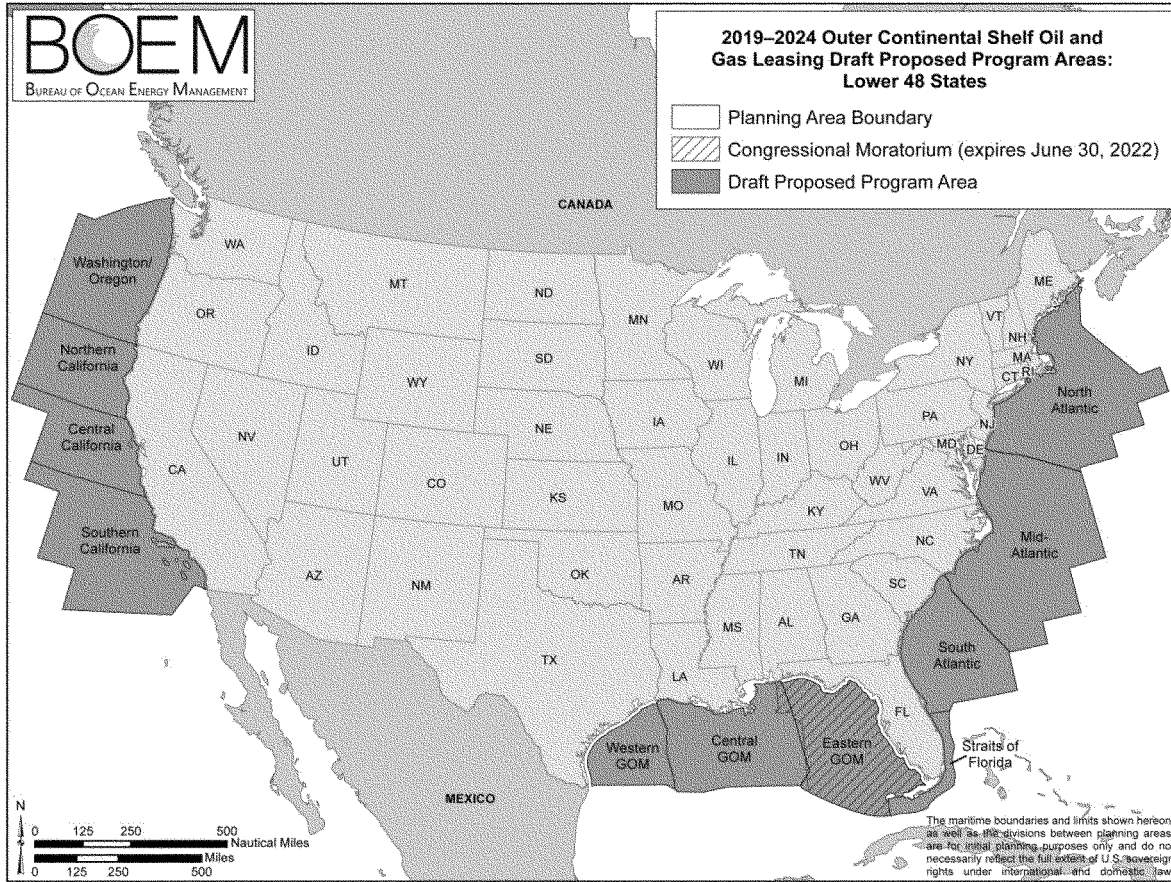 BOEM
BUREAU OF OCEAN ENERGY MANAGEMENT
2019–2024 Outer Continental Shelf Oil and
Gas Leasing Draft Proposed Program Areas:
Lower 48 States
Planning Area Boundary
Congressional Moratorium (expires June 30, 2022)
Draft Proposed Program Area
CANADA
Washington/
Oregon
Northern
California
Central
California
Southern
California
WA
OR
CA
NV
ID
MT
WY
UT
AZ
CO
NM
ND
SD
NE
KS
OK
TX
MN
IA
MO
AR
LA
WI
IL
MI
IN
OH
KY
TN
MS
AL
GA
FL
SC
NC
VA
WV
MD
DE
PA
NJ
NY
CT
RI
MA
NH
VT
ME
North
Atlantic
Mid-
Atlantic
South
Atlantic
Straits of
Florida
Western
GOM
Central
GOM
Eastern
GOM
MEXICO
N
0 125 250 500
Nautical Miles
Miles
0 125 250 500
The maritime boundaries and limits shown hereon,
as well as the divisions between planning areas,
are for initial planning purposes only and do not
necessarily reflect the full extent of U.S. sovereign
rights under international and domestic law.